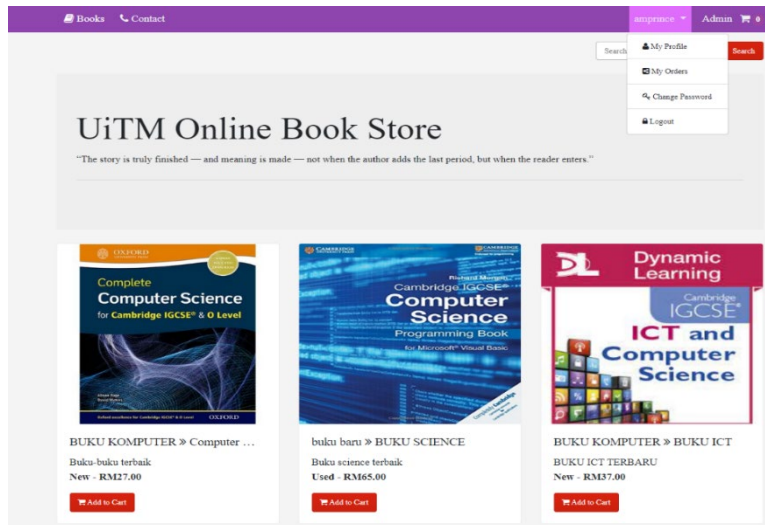 Books Contact amprince Admin 0
Search Search
My Profile
My Orders
Change Password
Logout
UiTM Online Book Store
“The story is truly finished — and meaning is made — not when the author adds the last period, but when the reader enters.”
OXFORD
Complete
Computer Science
for Cambridge IGCSE® & O Level
OXFORD
CAMBRIDGE
CAMBRIDGE
Richard Morgan
Cambridge IGCSE®
Computer
Science
Programming Book
for Microsoft® Visual Basic
DL Dynamic
Learning
Cambridge
IGCSE®
ICT and
Computer
Science
BUKU KOMPUTER » Computer ...
Buku-buku terbaik
New - RM27.00
Add to Cart
buku baru » BUKU SCIENCE
Buku science terbaik
Used - RM65.00
Add to Cart
BUKU KOMPUTER » BUKU ICT
BUKU ICT TERBARU
New - RM37.00
Add to Cart